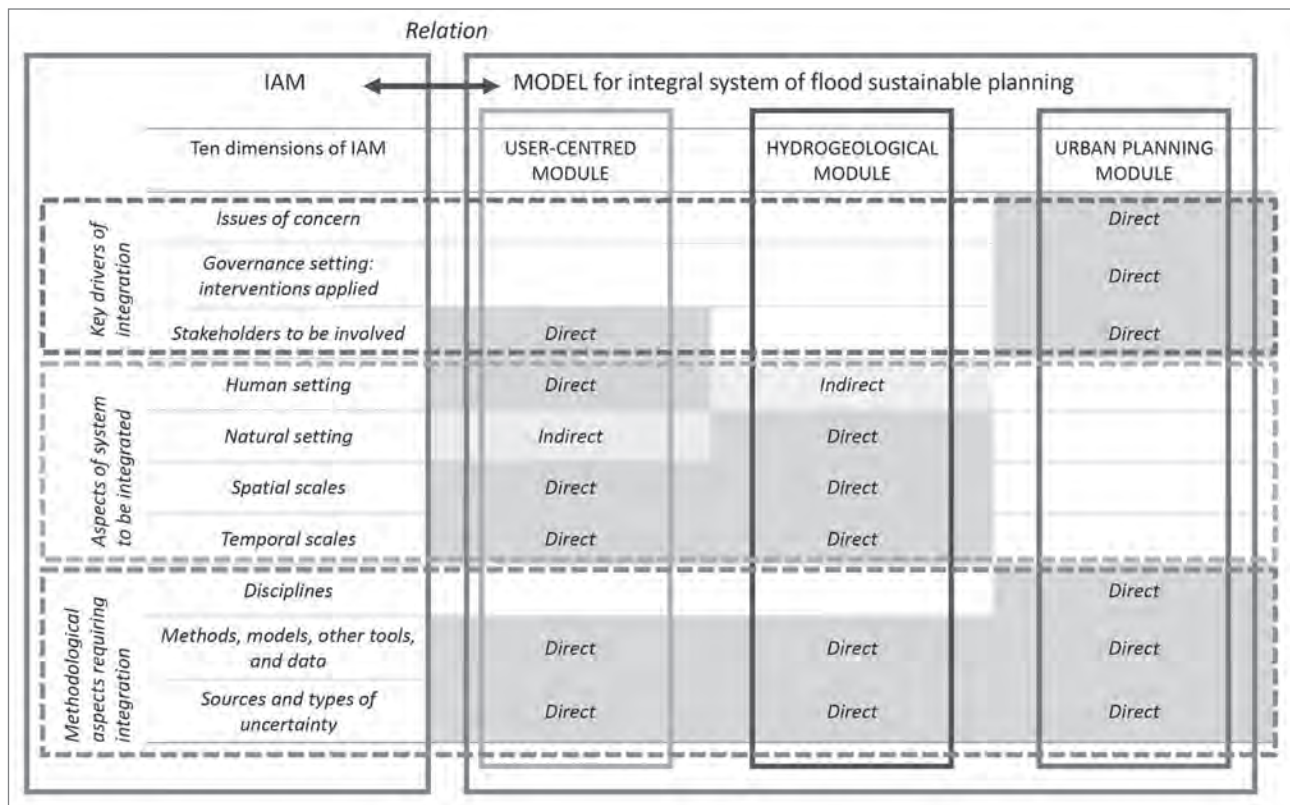 Relation
IAM
MODEL for integral system of flood sustainable planning
Ten dimensions of IAM
USER-CENTRED
MODULE
HYDROGEOLOGICAL
MODULE
URBAN PLANNING
MODULE
Key drivers of
integration
Issues of concern
Direct
Governance setting:
interventions applied
Direct
Stakeholders to be involved
Direct
Direct
Aspects of system
to be integrated
Human setting
Direct
Indirect
Natural setting
Indirect
Direct
Spatial scales
Direct
Direct
Temporal scales
Direct
Direct
Methodological
aspects requiring
integration
Disciplines
Direct
Methods, models, other tools,
and data
Direct
Direct
Direct
Sources and types of
uncertainty
Direct
Direct
Direct